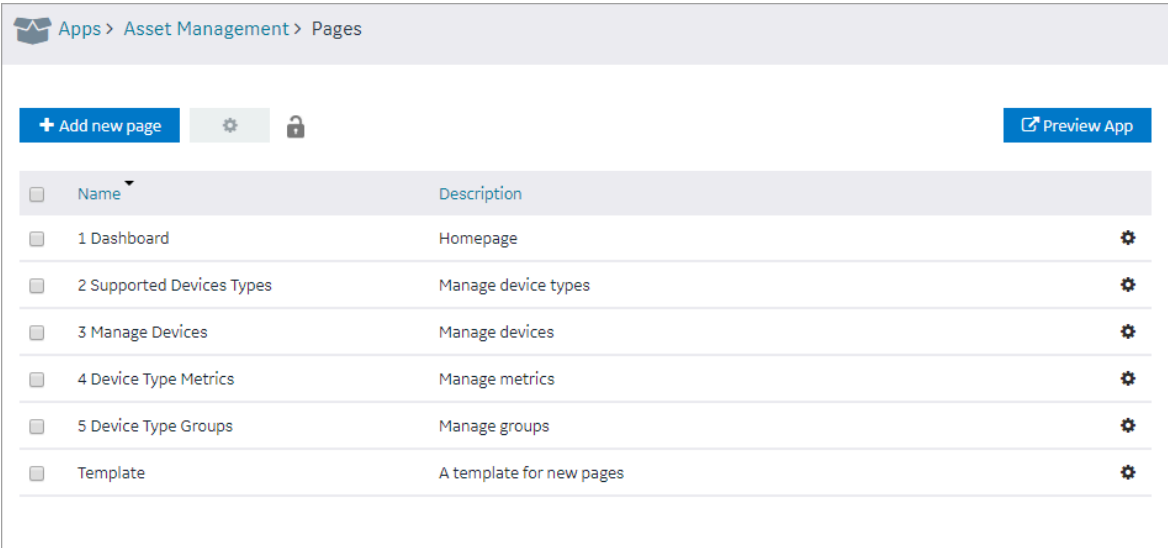 Apps > Asset Management > Pages
Add new page
Preview App
Name Description
1 Dashboard Homepage
2 Supported Devices Types Manage device types
3 Manage Devices Manage devices
4 Device Type Metrics Manage metrics
5 Device Type Groups Manage groups
Template A template for new pages